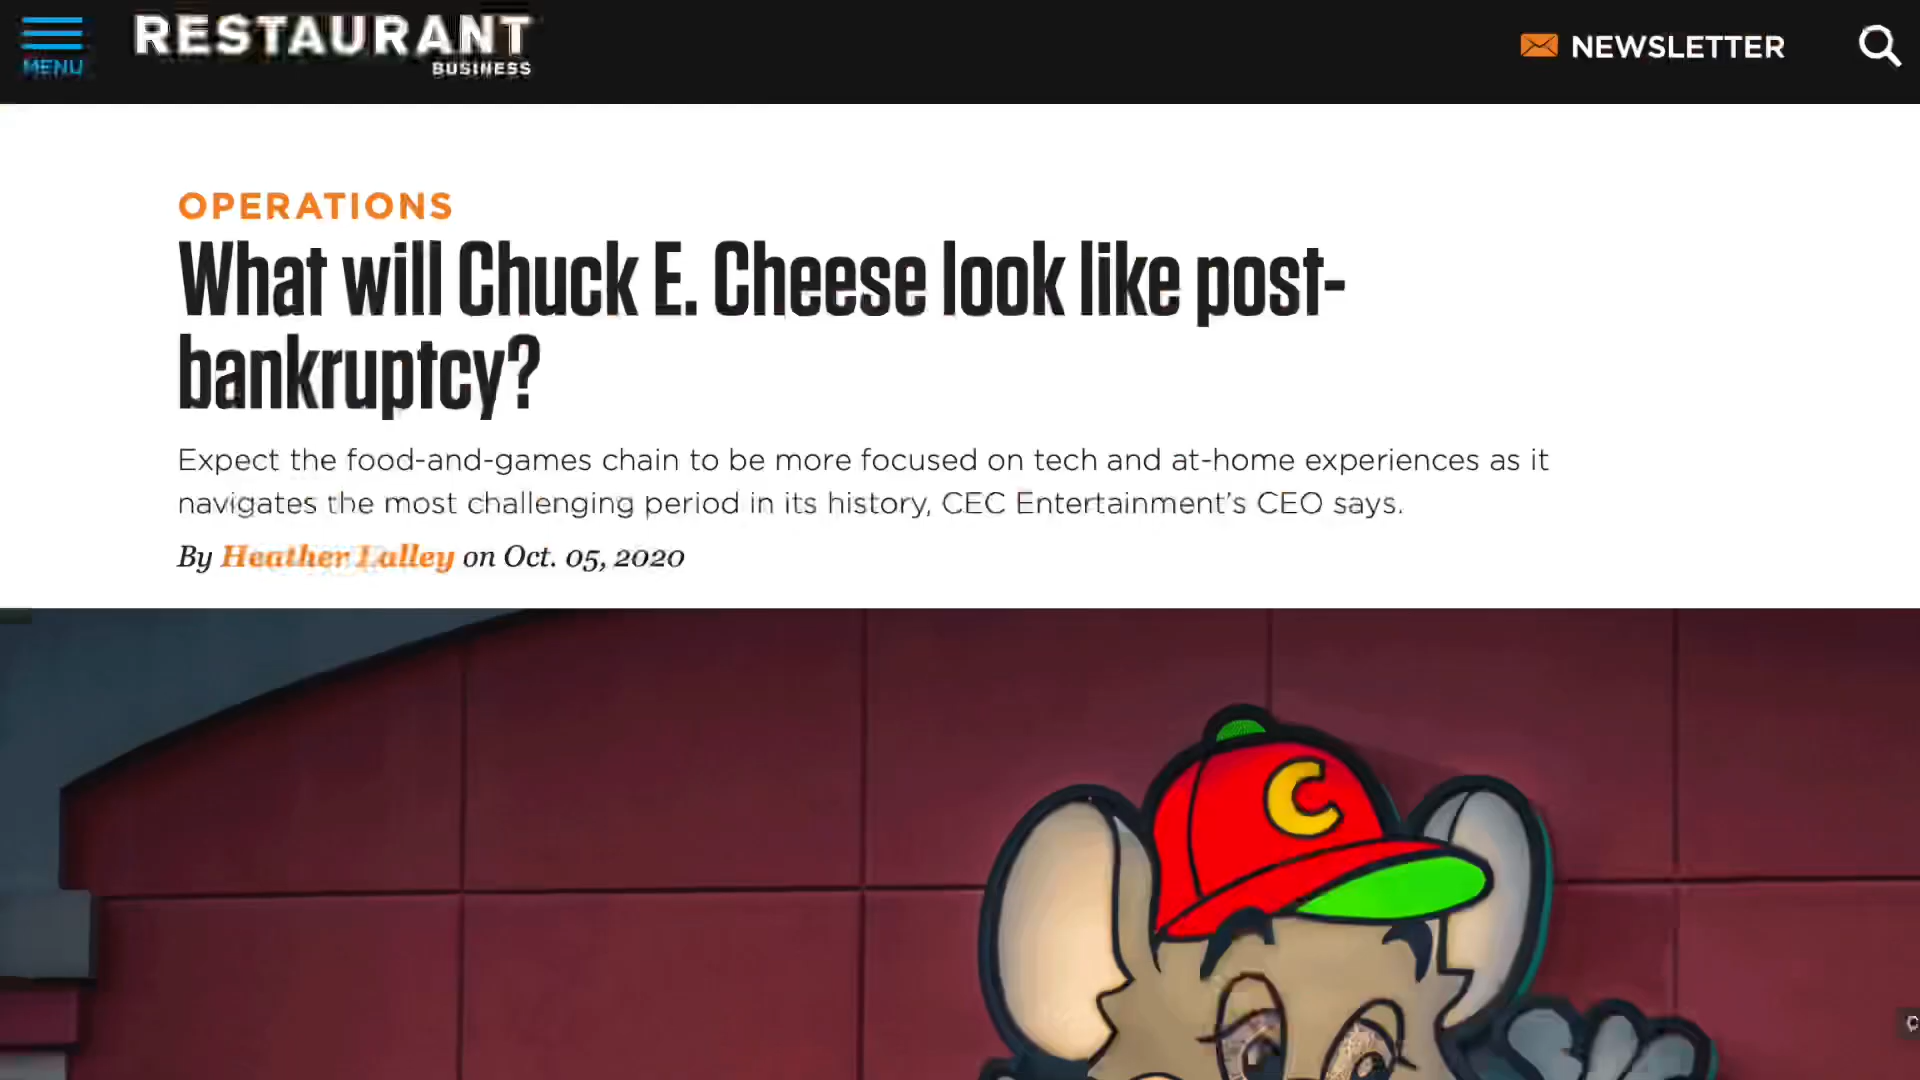 MENU
RESTAURANT
BUSINESS
NEWSLETTER
OPERATIONS
What will Chuck E. Cheese look like post-
bankruptcy?
Expect the food-and-games chain to be more focused on tech and at-home experiences as it
navigates the most challenging period in its history, CEC Entertainment's CEO says.
By Heather Lalley on Oct. 05, 2020
C